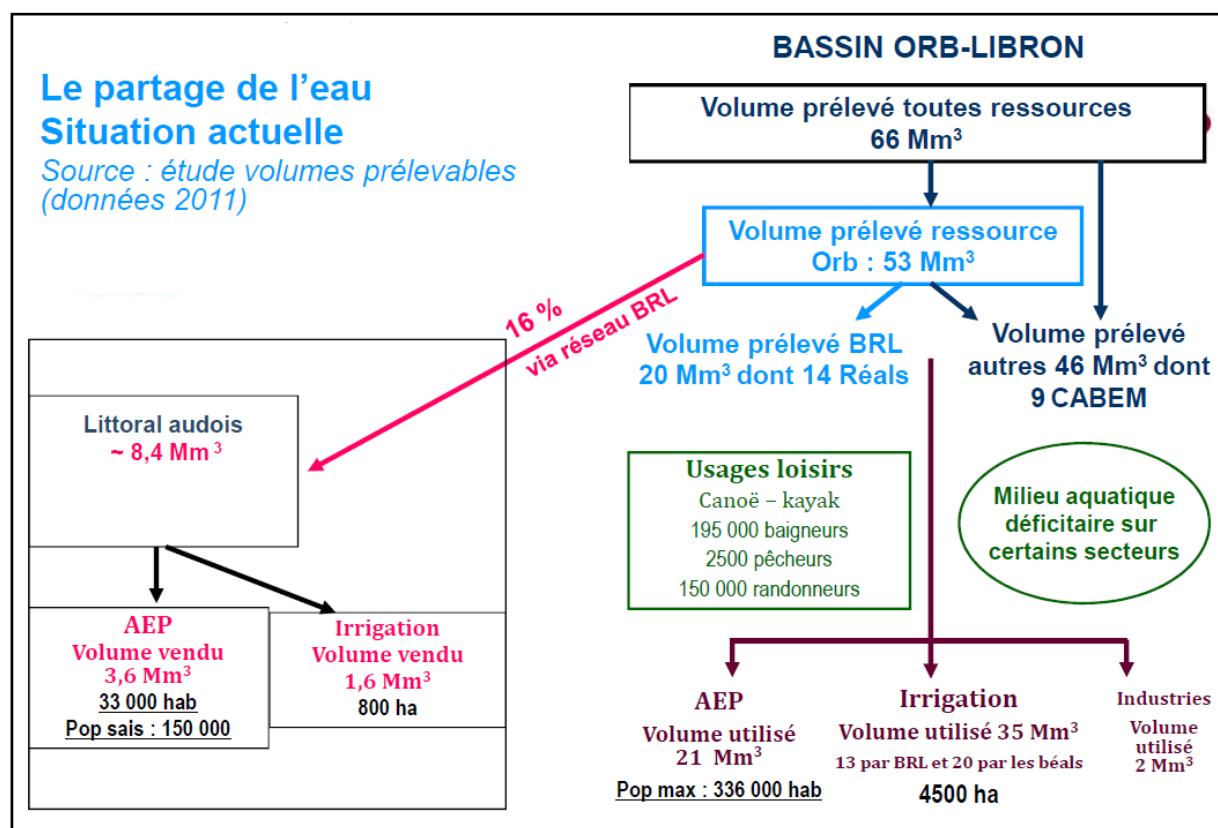 Le partage de l’eau
Situation actuelle
Source : étude volumes prélevables
(données 2011)
BASSIN ORB-LIBRON
Volume prélevé toutes ressources
66 Mm³
Volume prélevé ressource
Orb : 53 Mm³
16 %
via réseau BRL
Volume prélevé BRL
20 Mm³ dont 14 Réals
Volume prélevé
autres 46 Mm³ dont
9 CABEM
Littoral audois
~ 8,4 Mm³
Usages loisirs
Canoë – kayak
195 000 baigneurs
2500 pêcheurs
150 000 randonneurs
Milieu aquatique
déficitaire sur
certains secteurs
AEP
Volume vendu
3,6 Mm³
33 000 hab
Pop sais : 150 000
Irrigation
Volume vendu
1,6 Mm³
800 ha
AEP
Volume utilisé
21 Mm³
Pop max : 336 000 hab
Irrigation
Volume utilisé 35 Mm³
13 par BRL et 20 par les béals
4500 ha
Industries
Volume
utilisé
2 Mm³